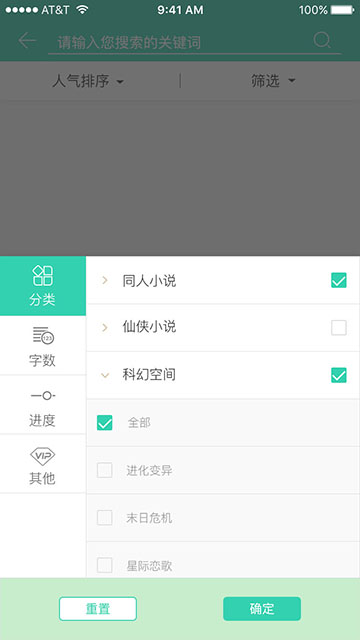 AT&T 9:41 AM 100%
请输入您搜索的关键词
人气排序 筛选
分类
同人小说
仙侠小说
字数
123
科幻空间
进度
全部
VIP
其他
进化变异
末日危机
星际恋歌
重置 确定